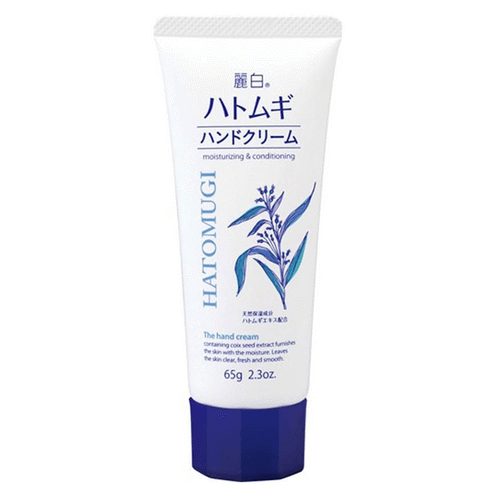 麗白®
ハトムギ
ハンドクリーム
moisturizing & conditioning
HATOMUGI
天然保湿成分
ハトムギエキス配合
The hand cream
containing coix seed extract furnishes
the skin with the moisture. Leaves
the skin clear, fresh and smooth.
65g 2.3oz.